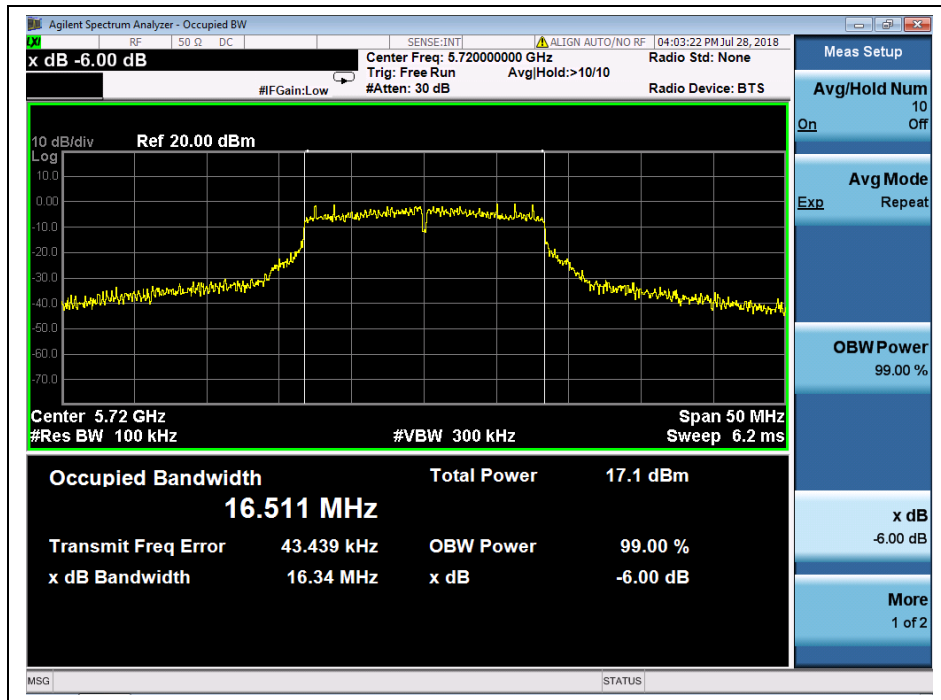 Agilent Spectrum Analyzer - Occupied BW
LXI RF 50 Ω DC SENSE:INT ALIGN AUTO/NO RF 04:03:22 PM Jul 28, 2018
x dB -6.00 dB
Center Freq: 5.720000000 GHz Radio Std: None
Trig: Free Run Avg|Hold:>10/10
#IFGain:Low #Atten: 30 dB Radio Device: BTS
10 dB/div Ref 20.00 dBm
Log
10.0
0.00
-10.0
-20.0
-30.0
-40.0
-50.0
-60.0
-70.0
Center 5.72 GHz Span 50 MHz
#Res BW 100 kHz #VBW 300 kHz Sweep 6.2 ms
Occupied Bandwidth Total Power 17.1 dBm
16.511 MHz
Transmit Freq Error 43.439 kHz OBW Power 99.00 %
x dB Bandwidth 16.34 MHz x dB -6.00 dB
MSG STATUS
Meas Setup
Avg/Hold Num
10
On Off
Avg Mode
Exp Repeat
OBW Power
99.00 %
x dB
-6.00 dB
More
1 of 2